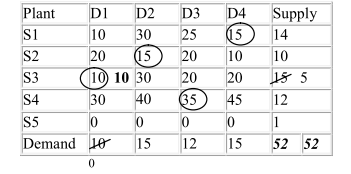 Plant D1 D2 D3 D4 Supply
S1 10 30 25 15 14
S2 20 15 20 10 10
S3 10 10 30 20 20 15 5
S4 30 40 35 45 12
S5 0 0 0 0 1
Demand 10 15 12 15 52 52
0